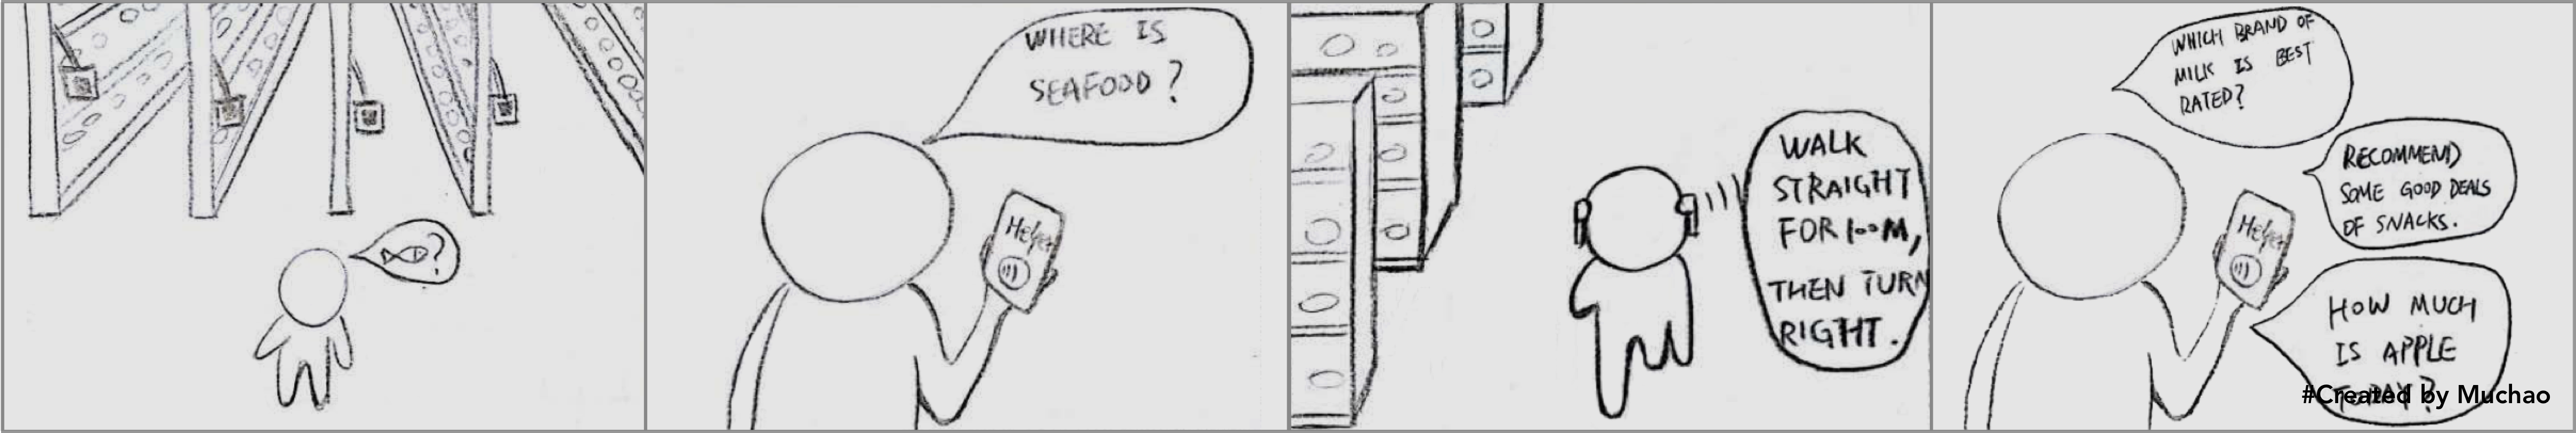 ?
WHERE IS
SEAFOOD?
Helper
WALK
STRAIGHT
FOR 100M,
THEN TURN
RIGHT.
WHICH BRAND OF
MILK IS BEST
RATED?
RECOMMEND
SOME GOOD DEALS
OF SNACKS.
Helper
HOW MUCH
IS APPLE
TODAY?
#Created by Muchao